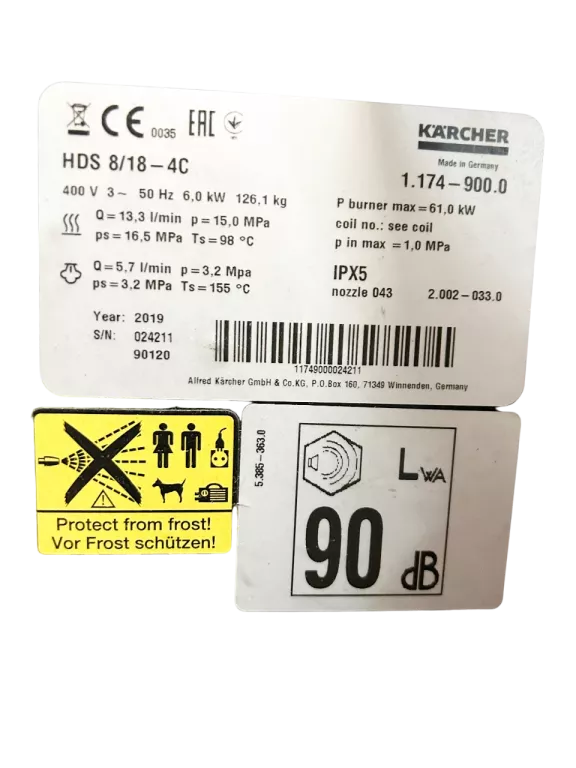 0035 EAC
KÄRCHER
Made in Germany
HDS 8/18-4C
1.174-900.0
400 V 3~ 50 Hz 6,0 kW 126,1 kg
P burner max=61,0 kW
Q=13,3 l/min p=15,0 MPa
coil no.: see coil
ps=16,5 MPa Ts=98 °C
p in max =1,0 MPa
Q=5,7 l/min p=3,2 Mpa
IPX5
ps=3,2 MPa Ts=155 °C
nozzle 043 2.002-033.0
Year: 2019
S/N: 024211
90120
11749000024211
Alfred Kärcher GmbH & Co.KG, P.O.Box 160, 71349 Winnenden, Germany
Protect from frost!
Vor Frost schützen!
5.385-363.0
LWA
90 dB